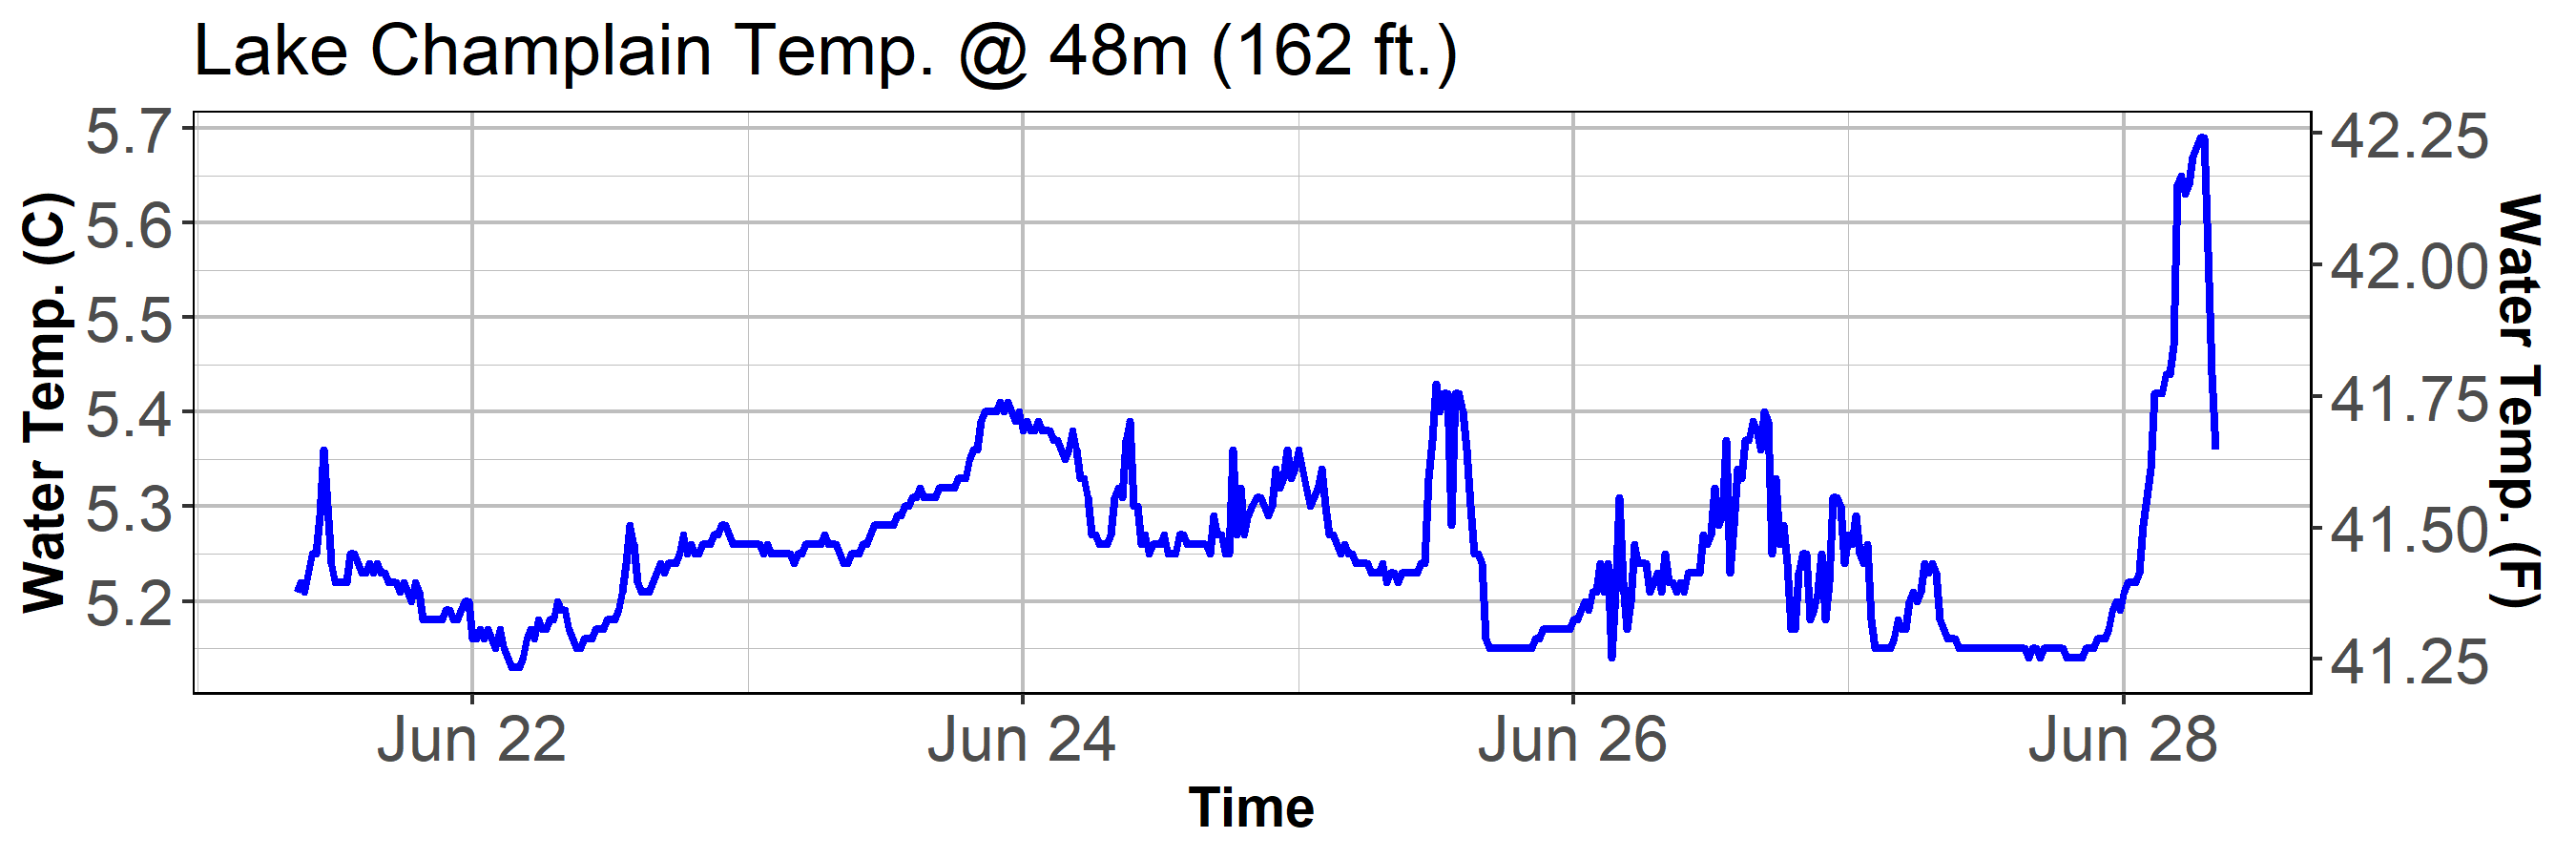 Lake Champlain Temp. @ 48m (162 ft.)
Water Temp. (C)
5.7
5.6
5.5
5.4
5.3
5.2
42.25
42.00
41.75
41.50
41.25
Water Temp. (F)
Jun 22
Jun 24
Jun 26
Jun 28
Time